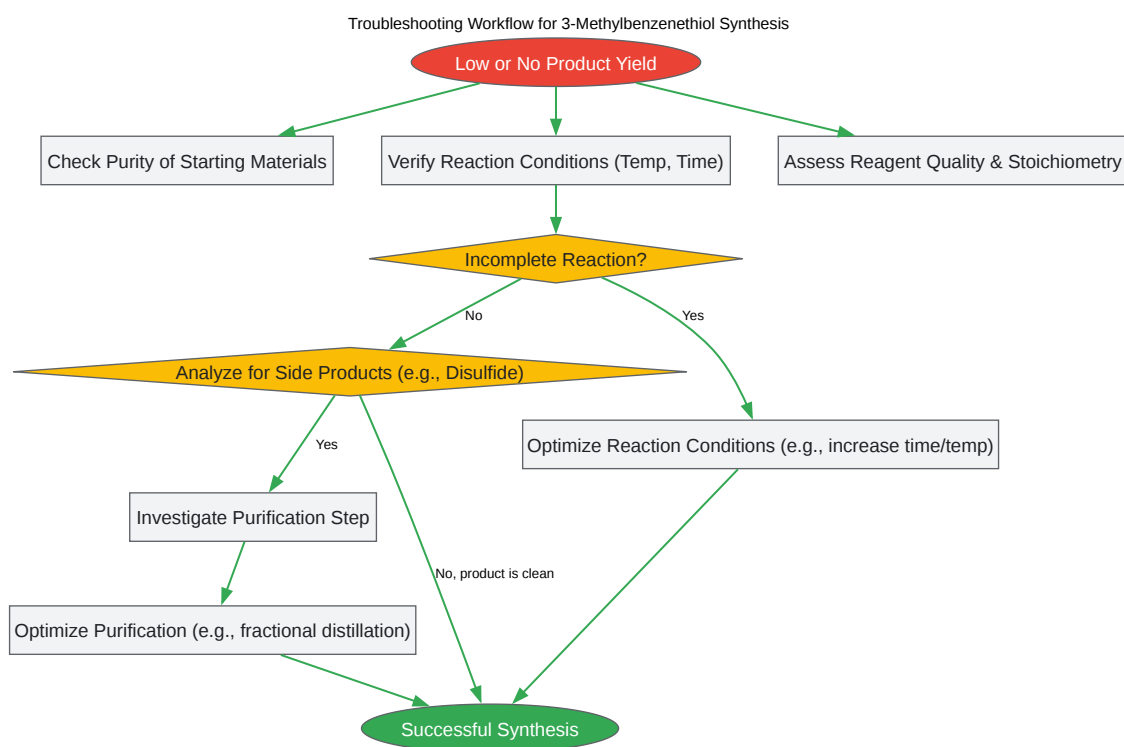 Troubleshooting Workflow for 3-Methylbenzenethiol Synthesis
Low or No Product Yield
Check Purity of Starting Materials
Verify Reaction Conditions (Temp, Time)
Assess Reagent Quality & Stoichiometry
Incomplete Reaction?
No
Yes
Analyze for Side Products (e.g., Disulfide)
Yes
Optimize Reaction Conditions (e.g., increase time/temp)
Investigate Purification Step
No, product is clean
Optimize Purification (e.g., fractional distillation)
Successful Synthesis